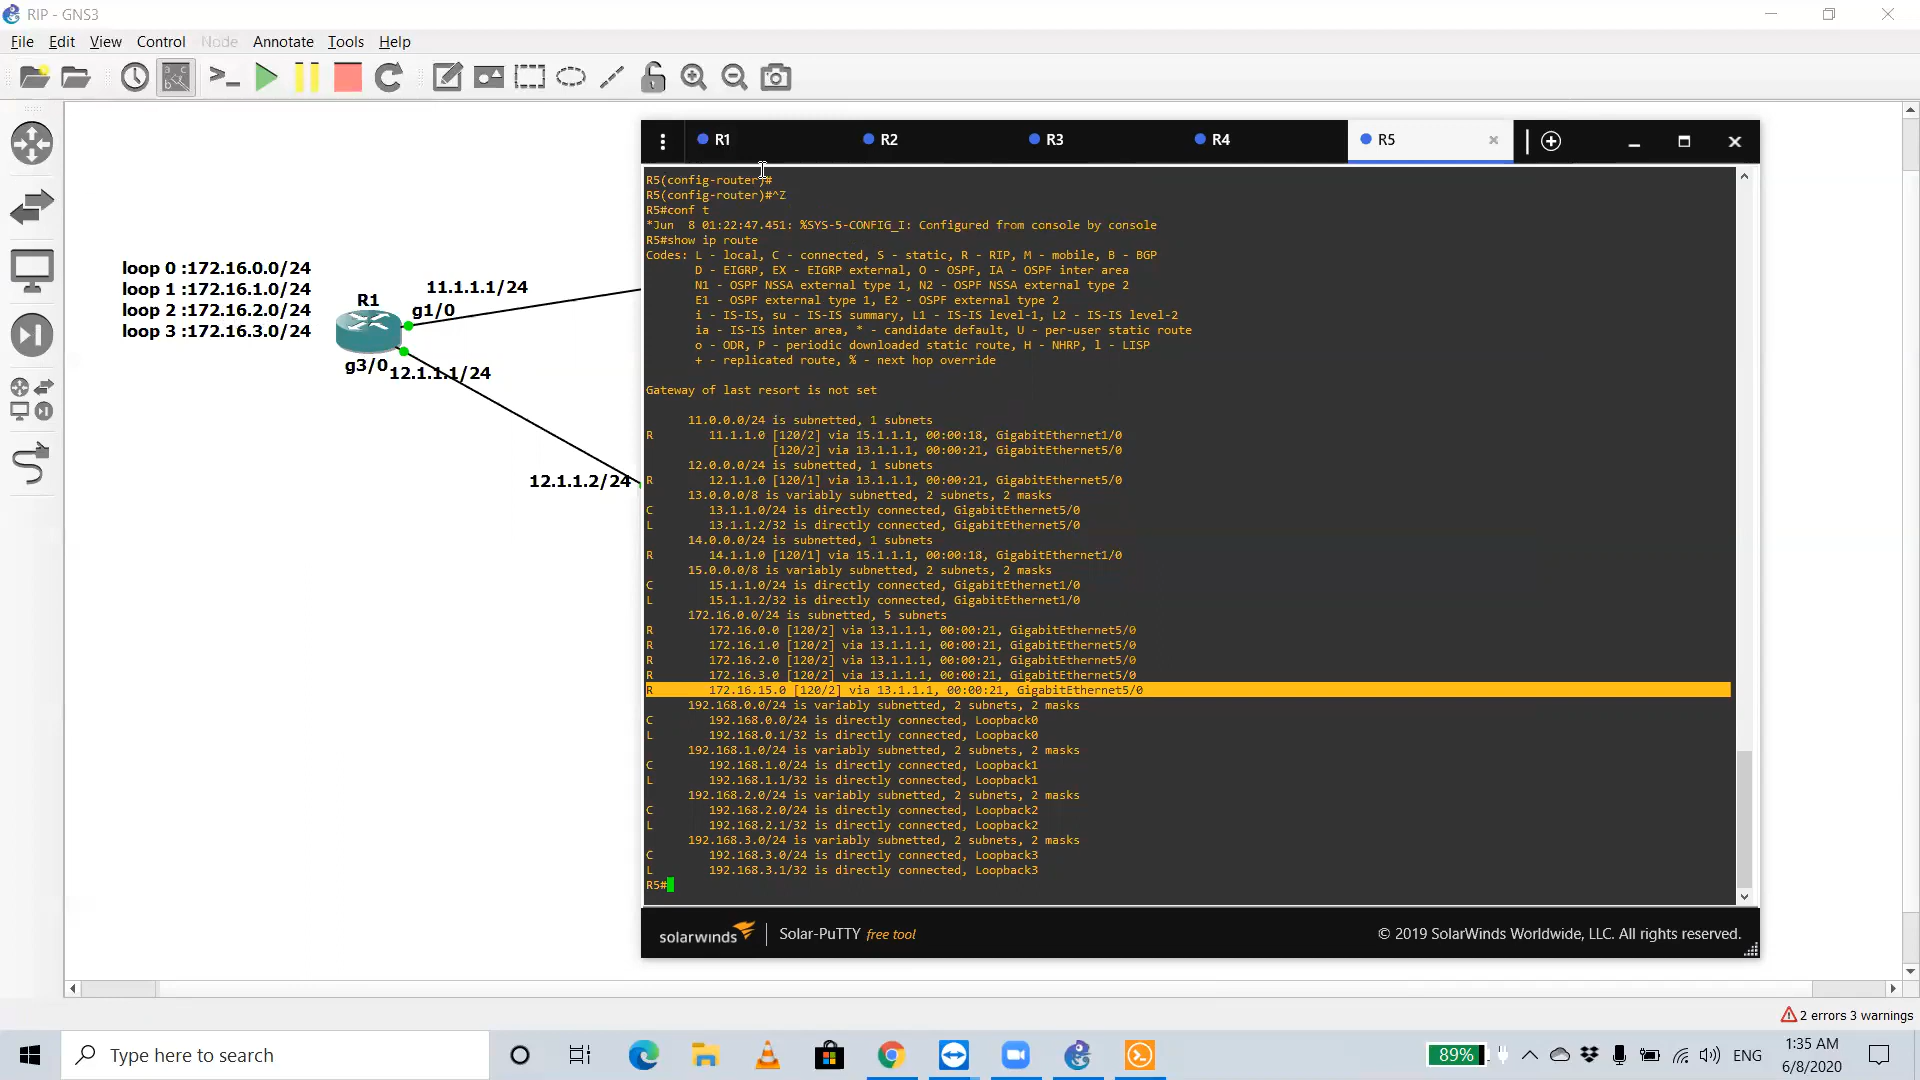 RIP - GNS3
File Edit View Control Node Annotate Tools Help
loop 0 :172.16.0.0/24
loop 1 :172.16.1.0/24
loop 2 :172.16.2.0/24
loop 3 :172.16.3.0/24
R1
11.1.1.1/24
g1/0
g3/0
12.1.1.1/24
12.1.1.2/24
R1 R2 R3 R4 R5
R5(config-router)#
R5(config-router)#^Z
R5#conf t
*Jun  8 01:22:47.451: %SYS-5-CONFIG_I: Configured from console by console
R5#show ip route
Codes: L - local, C - connected, S - static, R - RIP, M - mobile, B - BGP
D - EIGRP, EX - EIGRP external, O - OSPF, IA - OSPF inter area
N1 - OSPF NSSA external type 1, N2 - OSPF NSSA external type 2
E1 - OSPF external type 1, E2 - OSPF external type 2
i - IS-IS, su - IS-IS summary, L1 - IS-IS level-1, L2 - IS-IS level-2
ia - IS-IS inter area, * - candidate default, U - per-user static route
o - ODR, P - periodic downloaded static route, H - NHRP, l - LISP
+ - replicated route, % - next hop override
Gateway of last resort is not set
11.0.0.0/24 is subnetted, 1 subnets
R 11.1.1.0 [120/2] via 15.1.1.1, 00:00:18, GigabitEthernet1/0
[120/2] via 13.1.1.1, 00:00:21, GigabitEthernet5/0
12.0.0.0/24 is subnetted, 1 subnets
R 12.1.1.0 [120/1] via 13.1.1.1, 00:00:21, GigabitEthernet5/0
13.0.0.0/8 is variably subnetted, 2 subnets, 2 masks
C 13.1.1.0/24 is directly connected, GigabitEthernet5/0
L 13.1.1.2/32 is directly connected, GigabitEthernet5/0
14.0.0.0/24 is subnetted, 1 subnets
R 14.1.1.0 [120/1] via 15.1.1.1, 00:00:18, GigabitEthernet1/0
15.0.0.0/8 is variably subnetted, 2 subnets, 2 masks
C 15.1.1.0/24 is directly connected, GigabitEthernet1/0
L 15.1.1.2/32 is directly connected, GigabitEthernet1/0
172.16.0.0/24 is subnetted, 5 subnets
R 172.16.0.0 [120/2] via 13.1.1.1, 00:00:21, GigabitEthernet5/0
R 172.16.1.0 [120/2] via 13.1.1.1, 00:00:21, GigabitEthernet5/0
R 172.16.2.0 [120/2] via 13.1.1.1, 00:00:21, GigabitEthernet5/0
R 172.16.3.0 [120/2] via 13.1.1.1, 00:00:21, GigabitEthernet5/0
R 172.16.15.0 [120/2] via 13.1.1.1, 00:00:21, GigabitEthernet5/0
192.168.0.0/24 is variably subnetted, 2 subnets, 2 masks
C 192.168.0.0/24 is directly connected, Loopback0
L 192.168.0.1/32 is directly connected, Loopback0
192.168.1.0/24 is variably subnetted, 2 subnets, 2 masks
C 192.168.1.0/24 is directly connected, Loopback1
L 192.168.1.1/32 is directly connected, Loopback1
192.168.2.0/24 is variably subnetted, 2 subnets, 2 masks
C 192.168.2.0/24 is directly connected, Loopback2
L 192.168.2.1/32 is directly connected, Loopback2
192.168.3.0/24 is variably subnetted, 2 subnets, 2 masks
C 192.168.3.0/24 is directly connected, Loopback3
L 192.168.3.1/32 is directly connected, Loopback3
R5#
solarwinds Solar-PuTTY free tool © 2019 SolarWinds Worldwide, LLC. All rights reserved.
2 errors 3 warnings
Type here to search
89%
ENG
1:35 AM
6/8/2020